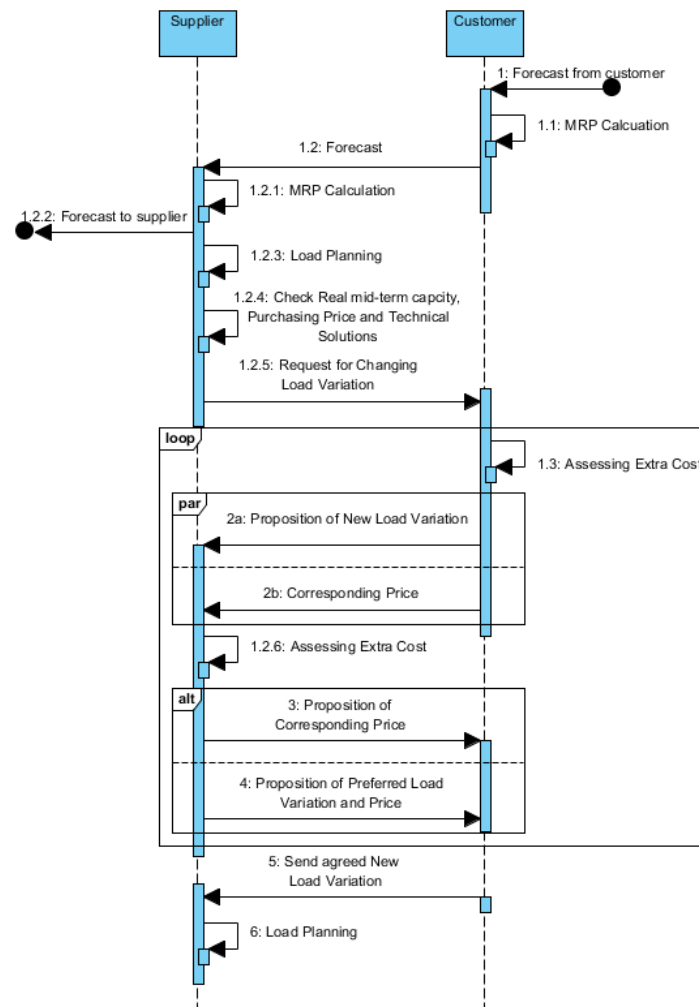 Supplier
Customer
1: Forecast from customer
1.1: MRP Calcuation
1.2: Forecast
1.2.1: MRP Calculation
1.2.2: Forecast to supplier
1.2.3: Load Planning
1.2.4: Check Real mid-term capcity,
Purchasing Price and Technical
Solutions
1.2.5: Request for Changing
Load Variation
loop
1.3: Assessing Extra Cost
par
2a: Proposition of New Load Variation
2b: Corresponding Price
1.2.6: Assessing Extra Cost
alt
3: Proposition of
Corresponding Price
4: Proposition of Preferred Load
Variation and Price
5: Send agreed New
Load Variation
6: Load Planning